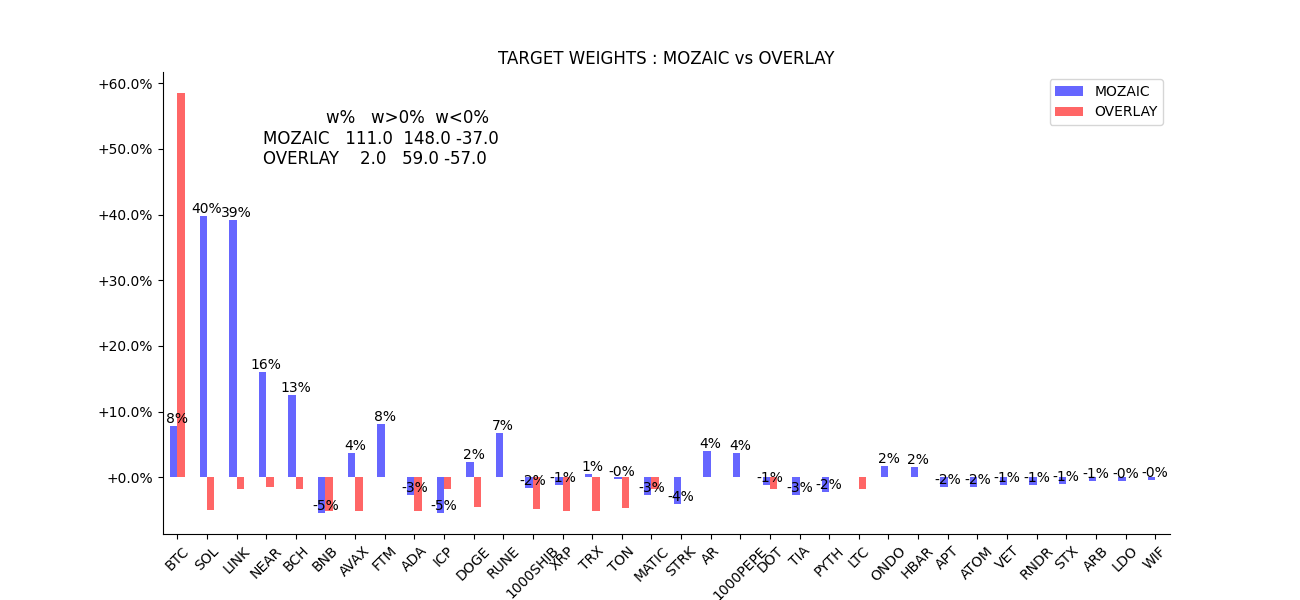 TARGET WEIGHTS : MOZAIC vs OVERLAY
+60.0%
+50.0%
+40.0%
+30.0%
+20.0%
+10.0%
+0.0%
w% w>0% w<0%
MOZAIC 111.0 148.0 -37.0
OVERLAY 2.0 59.0 -57.0
MOZAIC
OVERLAY
8%
40%
39%
16%
13%
-5%
4%
8%
-3%
-5%
2%
7%
-2%
-1%
1%
-0%
-3%
-4%
4%
4%
-1%
-3%
-2%
2%
2%
-2%
-2%
-1%
-1%
-1%
-1%
-0%
-0%
BTC
SOL
LINK
NEAR
BCH
BNB
AVAX
FTM
ADA
ICP
DOGE
RUNE
1000SHIB
XRP
TRX
TON
MATIC
STRK
AR
1000PEPE
DOT
TIA
PYTH
LTC
ONDO
HBAR
APT
ATOM
VET
RNDR
STX
ARB
LDO
WIF